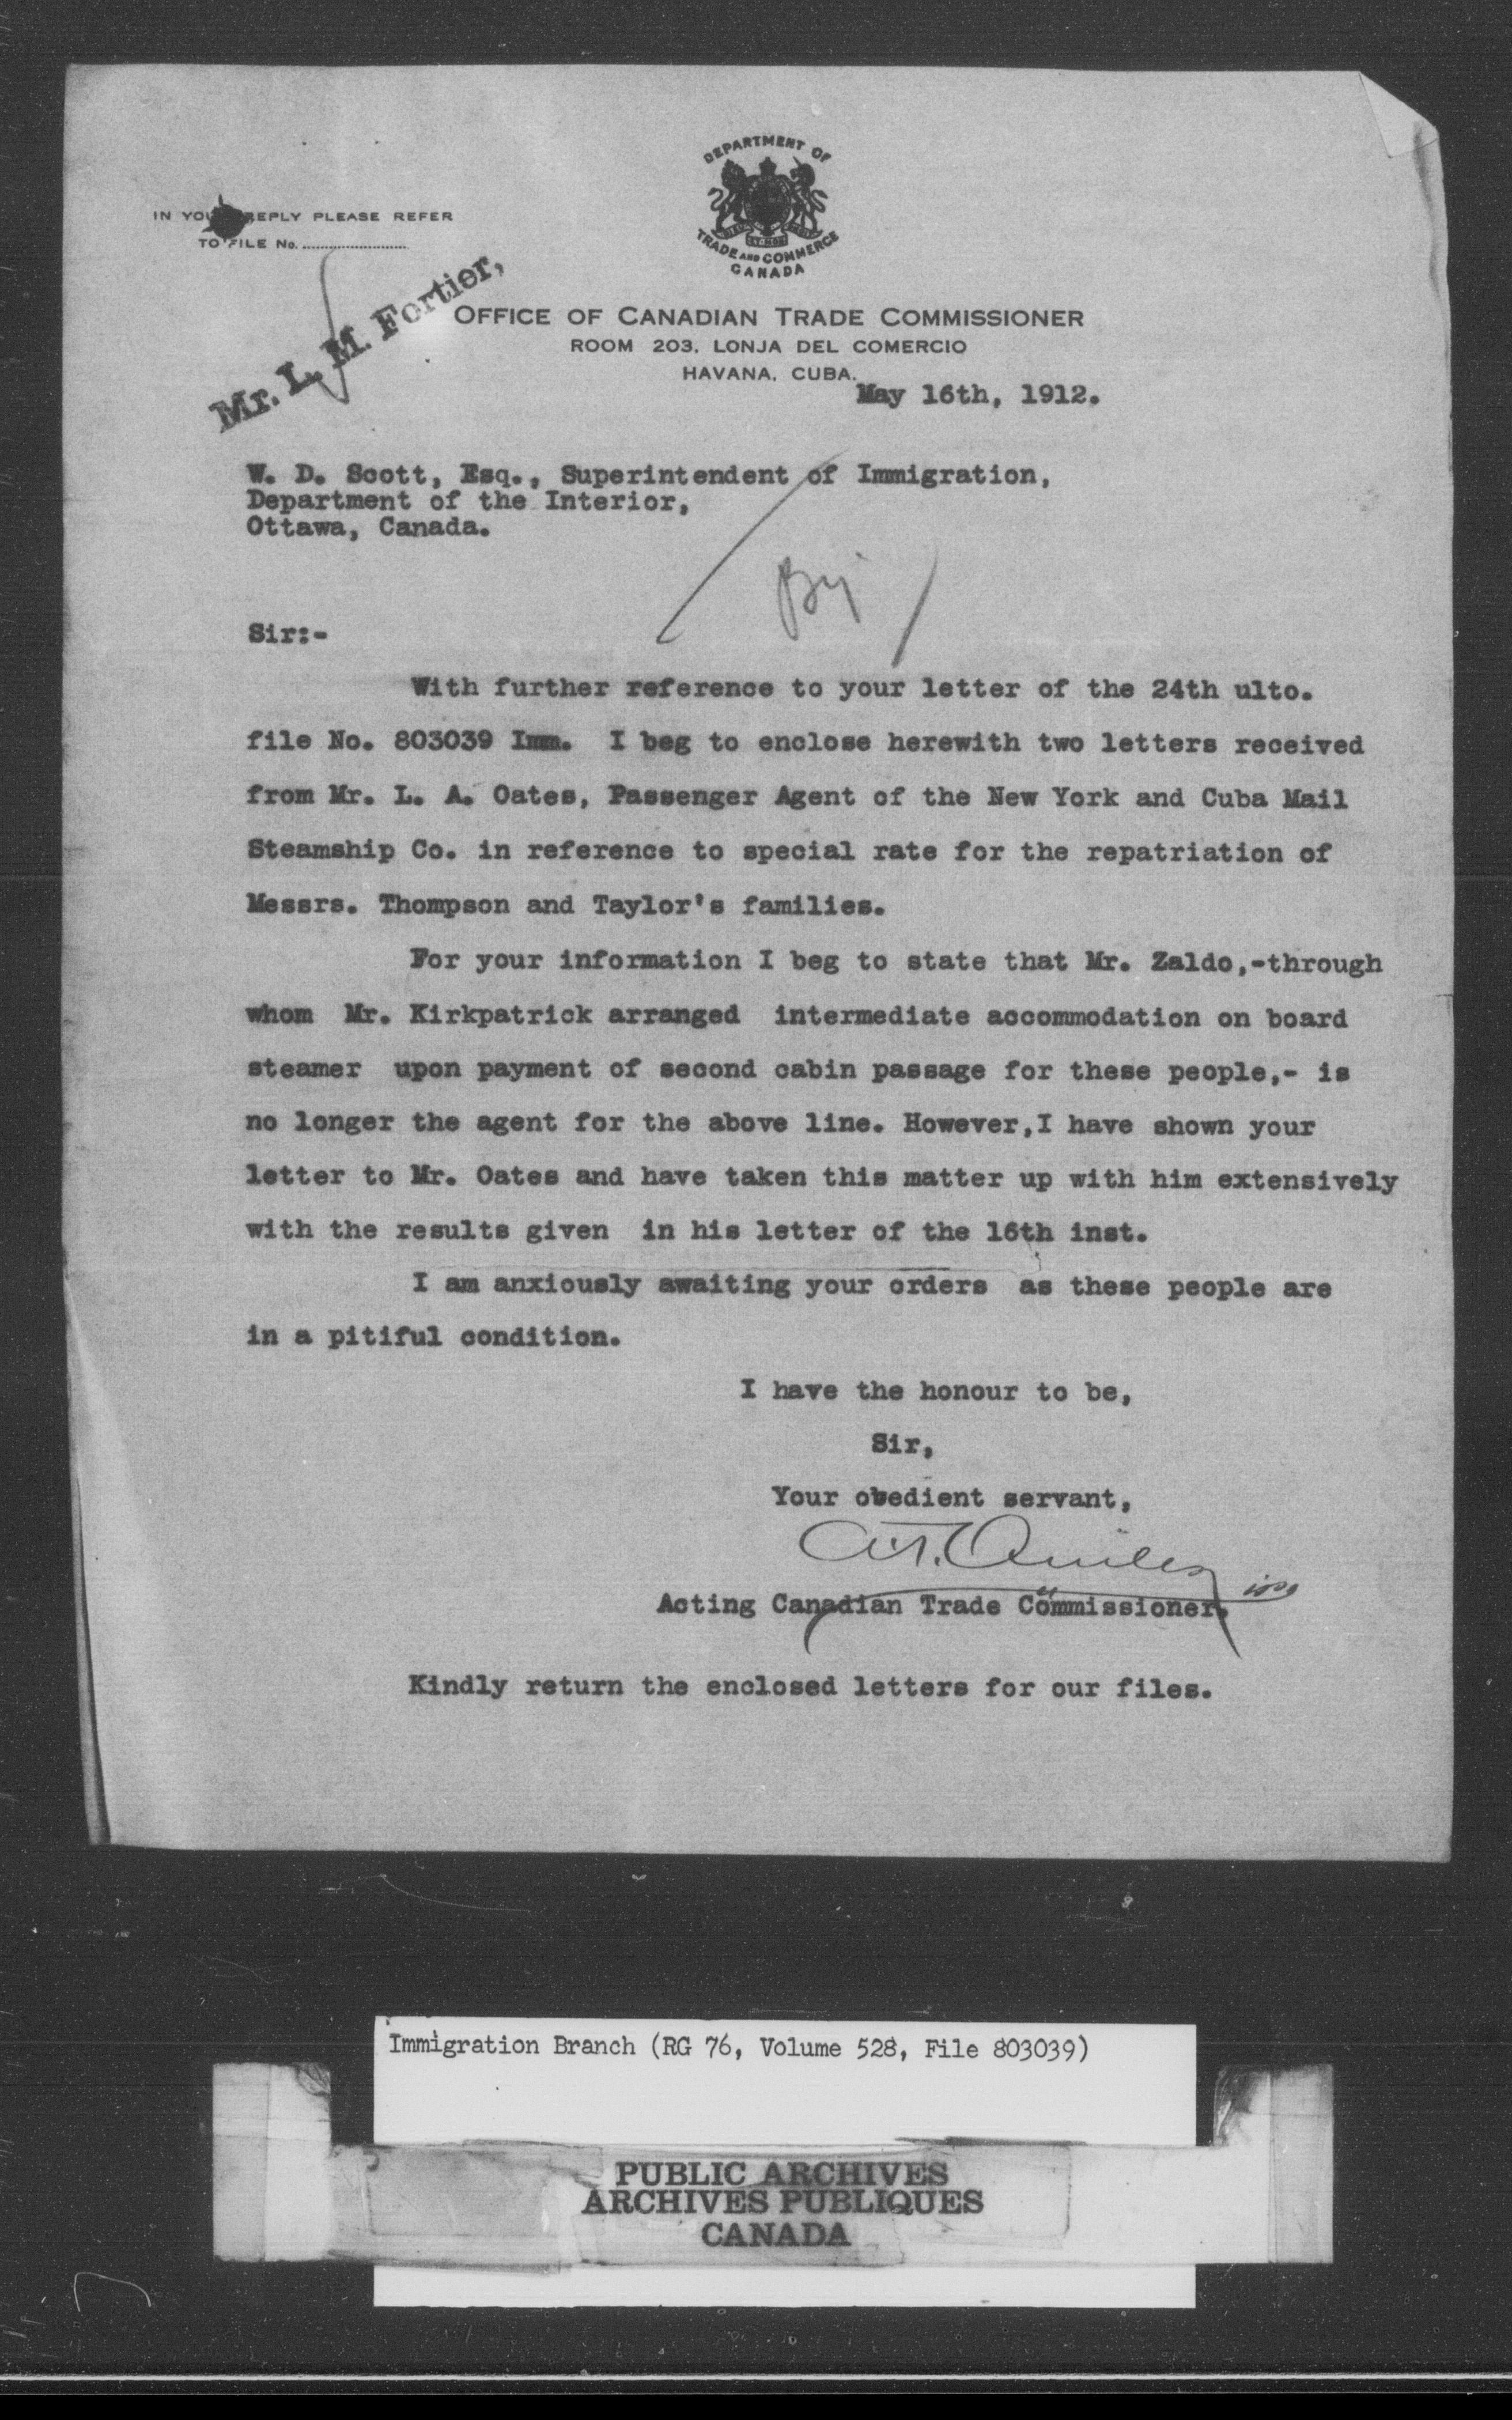 DEPARTMENT OF
TRADE AND COMMERCE
CANADA
IN YOUR REPLY PLEASE REFER
TO FILE No.
Mr. L. M. Fortier,
OFFICE OF CANADIAN TRADE COMMISSIONER
ROOM 203, LONJA DEL COMERCIO
HAVANA, CUBA.
May 16th, 1912.
W. D. Scott, Esq., Superintendent of Immigration,
Department of the Interior,
Ottawa, Canada.
Sir:-
With further reference to your letter of the 24th ulto.
file No. 803039 Imm. I beg to enclose herewith two letters received
from Mr. L. A. Oates, Passenger Agent of the New York and Cuba Mail
Steamship Co. in reference to special rate for the repatriation of
Messrs. Thompson and Taylor's families.
For your information I beg to state that Mr. Zaldo,-through
whom Mr. Kirkpatrick arranged intermediate accommodation on board
steamer upon payment of second cabin passage for these people,- is
no longer the agent for the above line. However,I have shown your
letter to Mr. Oates and have taken this matter up with him extensively
with the results given in his letter of the 16th inst.
I am anxiously awaiting your orders as these people are
in a pitiful condition.
I have the honour to be,
Sir,
Your obedient servant,
Acting Canadian Trade Commissioner.
Kindly return the enclosed letters for our files.
Immigration Branch (RG 76, Volume 528, File 803039)
PUBLIC ARCHIVES
ARCHIVES PUBLIQUES
CANADA